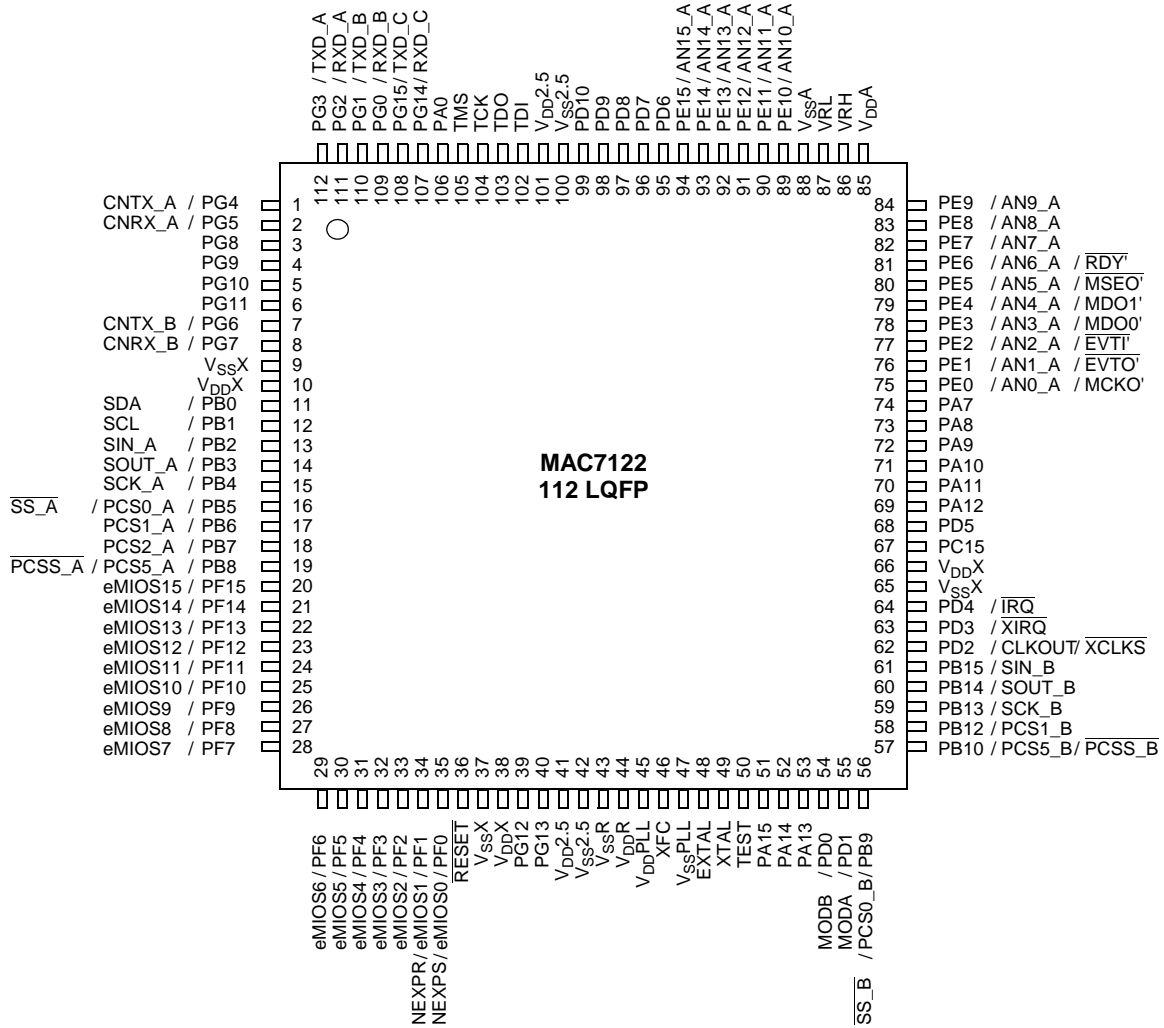 PG3 / TXD_A
PG2 / RXD_A
PG1 / TXD_B
PG0 / RXD_B
PG15/ TXD_C
PG14/ RXD_C
PA0
TMS
TCK
TDO
TDI
VDD2.5
VSS2.5
PD10
PD9
PD8
PD7
PD6
PE15/ AN15_A
PE14/ AN14_A
PE13/ AN13_A
PE12/ AN12_A
PE11/ AN11_A
PE10/ AN10_A
VSSA
VRL
VRH
VDDA
112 111 110 109 108 107 106 105 104 103 102 101 100 99 98 97 96 95 94 93 92 91 90 89 88 87 86 85
CNTX_A / PG4 1
CNRX_A / PG5 2
PG8 3
PG9 4
PG10 5
PG11 6
CNTX_B / PG6 7
CNRX_B / PG7 8
VSSX 9
VDDX 10
SDA / PB0 11
SCL / PB1 12
SIN_A / PB2 13
SOUT_A / PB3 14
SCK_A / PB4 15
SS_A / PCS0_A / PB5 16
PCS1_A / PB6 17
PCS2_A / PB7 18
PCSS_A / PCS5_A / PB8 19
eMIOS15 / PF15 20
eMIOS14 / PF14 21
eMIOS13 / PF13 22
eMIOS12 / PF12 23
eMIOS11 / PF11 24
eMIOS10 / PF10 25
eMIOS9 / PF9 26
eMIOS8 / PF8 27
eMIOS7 / PF7 28
MAC7122
112 LQFP
84 PE9 / AN9_A
83 PE8 / AN8_A
82 PE7 / AN7_A
81 PE6 / AN6_A / RDY'
80 PE5 / AN5_A / MSEO'
79 PE4 / AN4_A / MDO1'
78 PE3 / AN3_A / MDO0'
77 PE2 / AN2_A / EVTI'
76 PE1 / AN1_A / EVTO'
75 PE0 / AN0_A / MCKO'
74 PA7
73 PA8
72 PA9
71 PA10
70 PA11
69 PA12
68 PD5
67 PC15
66 VDDX
65 VSSX
64 PD4 / IRQ
63 PD3 / XIRQ
62 PD2 / CLKOUT/ XCLKS
61 PB15 / SIN_B
60 PB14 / SOUT_B
59 PB13 / SCK_B
58 PB12 / PCS1_B
57 PB10 / PCS5_B/ PCSS_B
29 30 31 32 33 34 35 36 37 38 39 40 41 42 43 44 45 46 47 48 49 50 51 52 53 54 55 56
eMIOS6 / PF6
eMIOS5 / PF5
eMIOS4 / PF4
eMIOS3 / PF3
eMIOS2 / PF2
NEXPR/ eMIOS1 / PF1
NEXPS/ eMIOS0 / PF0
RESET
VSSX
VDDX
PG12
PG13
VDD2.5
VSS2.5
VSSR
VDDR
VDDPLL
XFC
VSSPLL
EXTAL
XTAL
TEST
PA15
PA14
PA13
MODB / PD0
MODA / PD1
SS_B / PCS0_B/ PB9